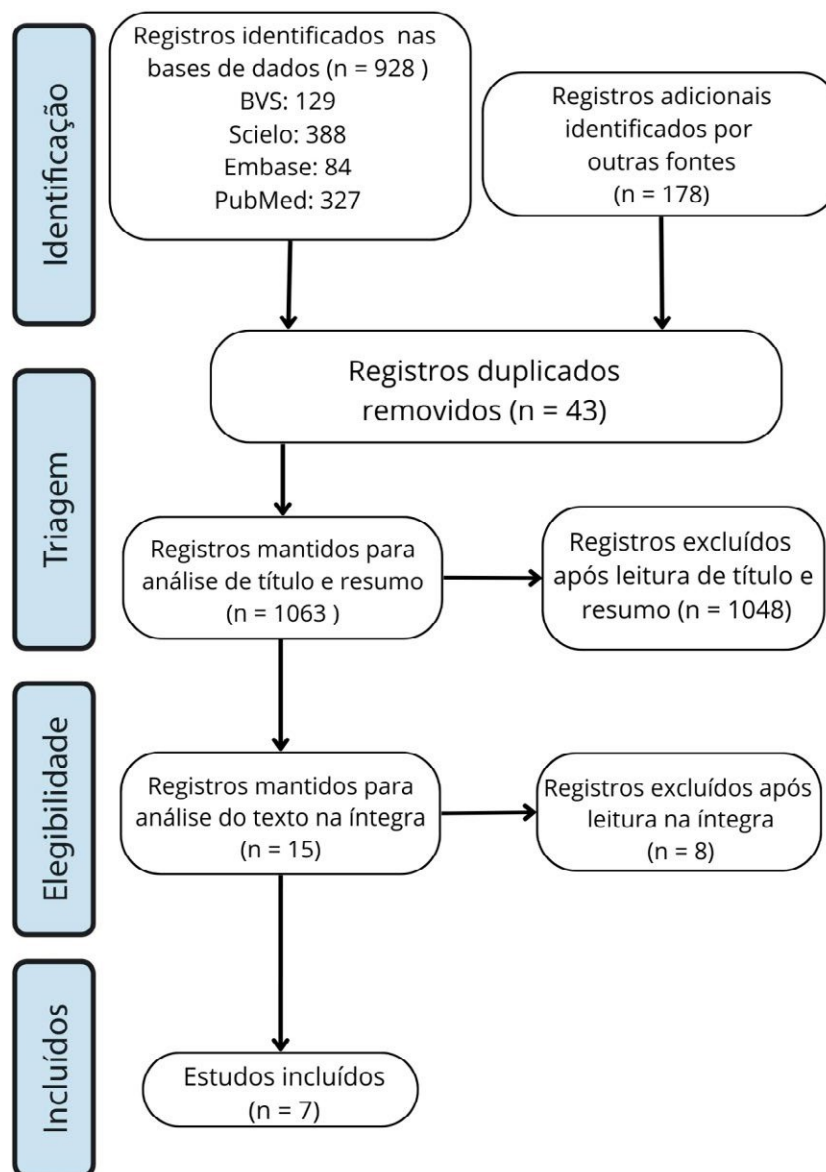 Identificação
Registros identificados nas
bases de dados (n = 928 )
BVS: 129
Scielo: 388
Embase: 84
PubMed: 327
Registros adicionais
identificados por
outras fontes
(n = 178)
Registros duplicados
removidos (n = 43)
Triagem
Registros mantidos para
análise de título e resumo
(n = 1063 )
Registros excluídos
após leitura de título e
resumo (n = 1048)
Elegibilidade
Registros mantidos para
análise do texto na íntegra
(n = 15)
Registros excluídos após
leitura na íntegra
(n = 8)
Incluídos
Estudos incluídos
(n = 7)